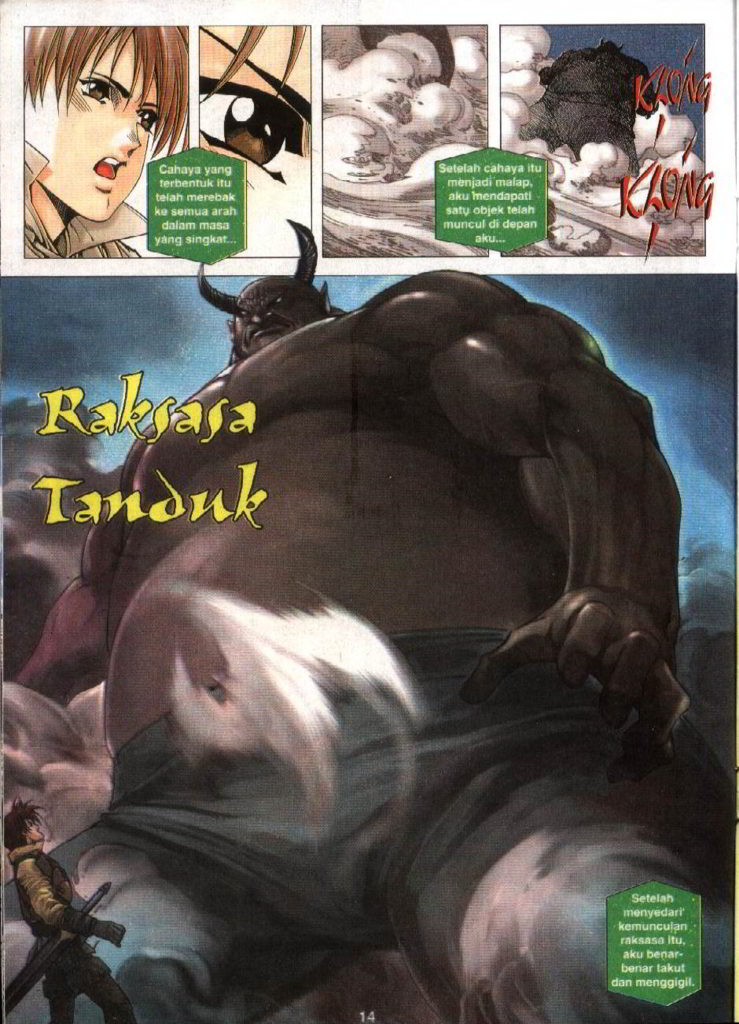 Cahaya yang
terbentuk itu
telah merebak
ke semua arah
dalam masa
yang singkat...
Setelah cahaya itu
menjadi malap,
aku mendapati
satu objek telah
muncul di depan
aku...
KLONG
!
KLONG
!
Raksasa
Tanduk
Setelah
menyedari
kemunculan
raksasa itu,
aku benar-
benar takut
dan menggigil.
14